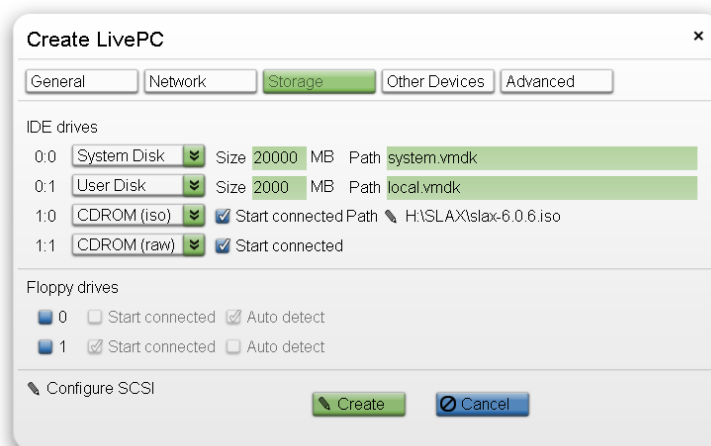 Create LivePC
General Network Storage Other Devices Advanced
IDE drives
0:0 System Disk Size 20000 MB Path system.vmdk
0:1 User Disk Size 2000 MB Path local.vmdk
1:0 CDROM (iso) Start connected Path H:\SLAX\slax-6.0.6.iso
1:1 CDROM (raw) Start connected
Floppy drives
0 Start connected Auto detect
1 Start connected Auto detect
Configure SCSI
Create Cancel